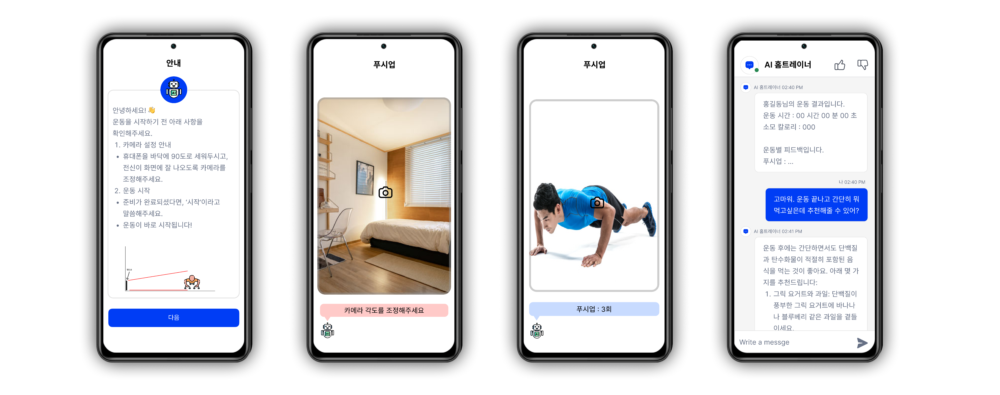 안내
안녕하세요! 👋
운동을 시작하기 전 아래 사항을
확인해주세요.
1. 카메라 설정 안내
• 휴대폰을 바닥에 90도로 세워두시고,
전신이 화면에 잘 나오도록 카메라를
조정해주세요.
2. 운동 시작
• 준비가 완료되셨다면, ‘시작’이라고
말씀해주세요.
• 운동이 바로 시작됩니다!
핸드폰
다음
푸시업
카메라 각도를 조정해주세요
AI
푸시업
푸시업 : 3회
AI
AI 홈트레이너
AI 홈트레이너 02:40 PM
홍길동님의 운동 결과입니다.
운동 시간 : 00 시간 00 분 00 초
소모 칼로리 : 000
운동별 피드백입니다.
푸시업 : ...
나 02:40 PM
고마워. 운동 끝나고 간단히 뭐
먹고싶은데 추천해줄 수 있어?
AI 홈트레이너 02:41 PM
운동 후에는 간단하면서도 단백질
과 탄수화물이 적절히 포함된 음
식을 먹는 것이 좋아요. 아래 몇 가
지를 추천드립니다:
1. 그릭 요거트와 과일: 단백질이
풍부한 그릭 요거트에 바나나
나 블루베리 같은 과일을 곁들
이세요.
Write a messge